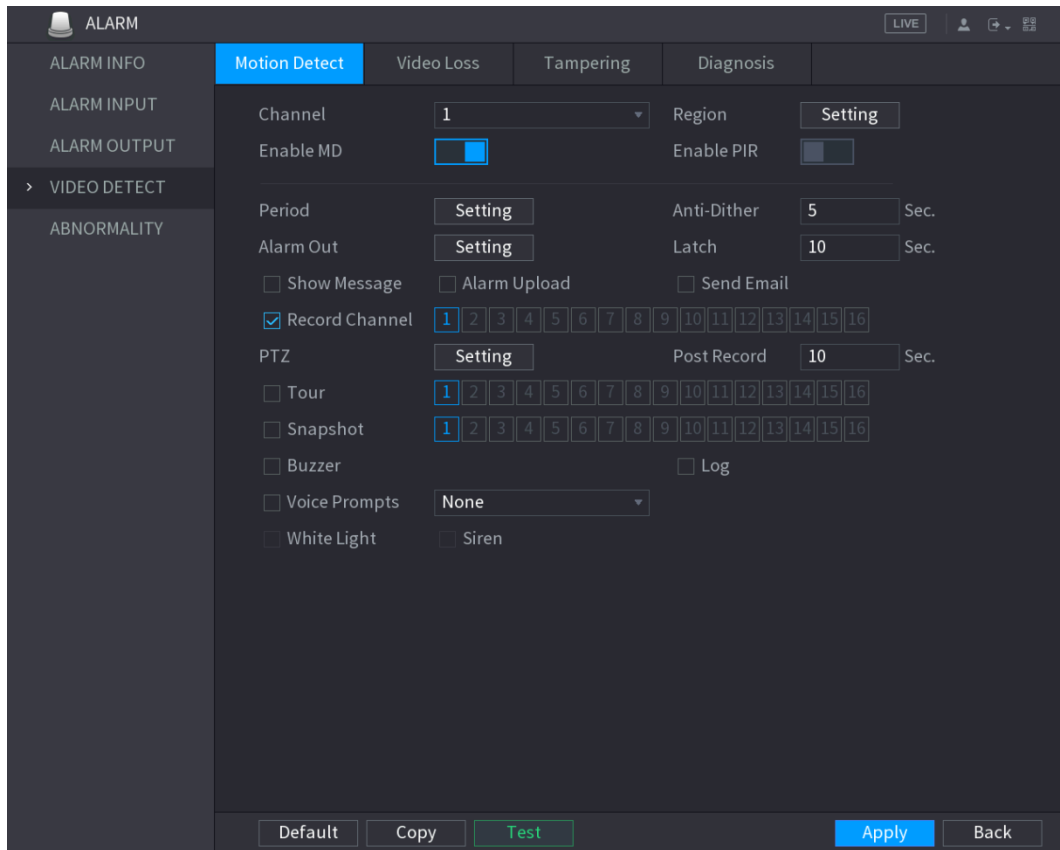 ALARM
LIVE
ALARM INFO
ALARM INPUT
ALARM OUTPUT
> VIDEO DETECT
ABNORMALITY
Motion Detect Video Loss Tampering Diagnosis
Channel 1 Region Setting
Enable MD Enable PIR
Period Setting Anti-Dither 5 Sec.
Alarm Out Setting Latch 10 Sec.
Show Message Alarm Upload Send Email
Record Channel 1 2 3 4 5 6 7 8 9 10 11 12 13 14 15 16
PTZ Setting Post Record 10 Sec.
Tour 1 2 3 4 5 6 7 8 9 10 11 12 13 14 15 16
Snapshot 1 2 3 4 5 6 7 8 9 10 11 12 13 14 15 16
Buzzer Log
Voice Prompts None
White Light Siren
Default Copy Test Apply Back